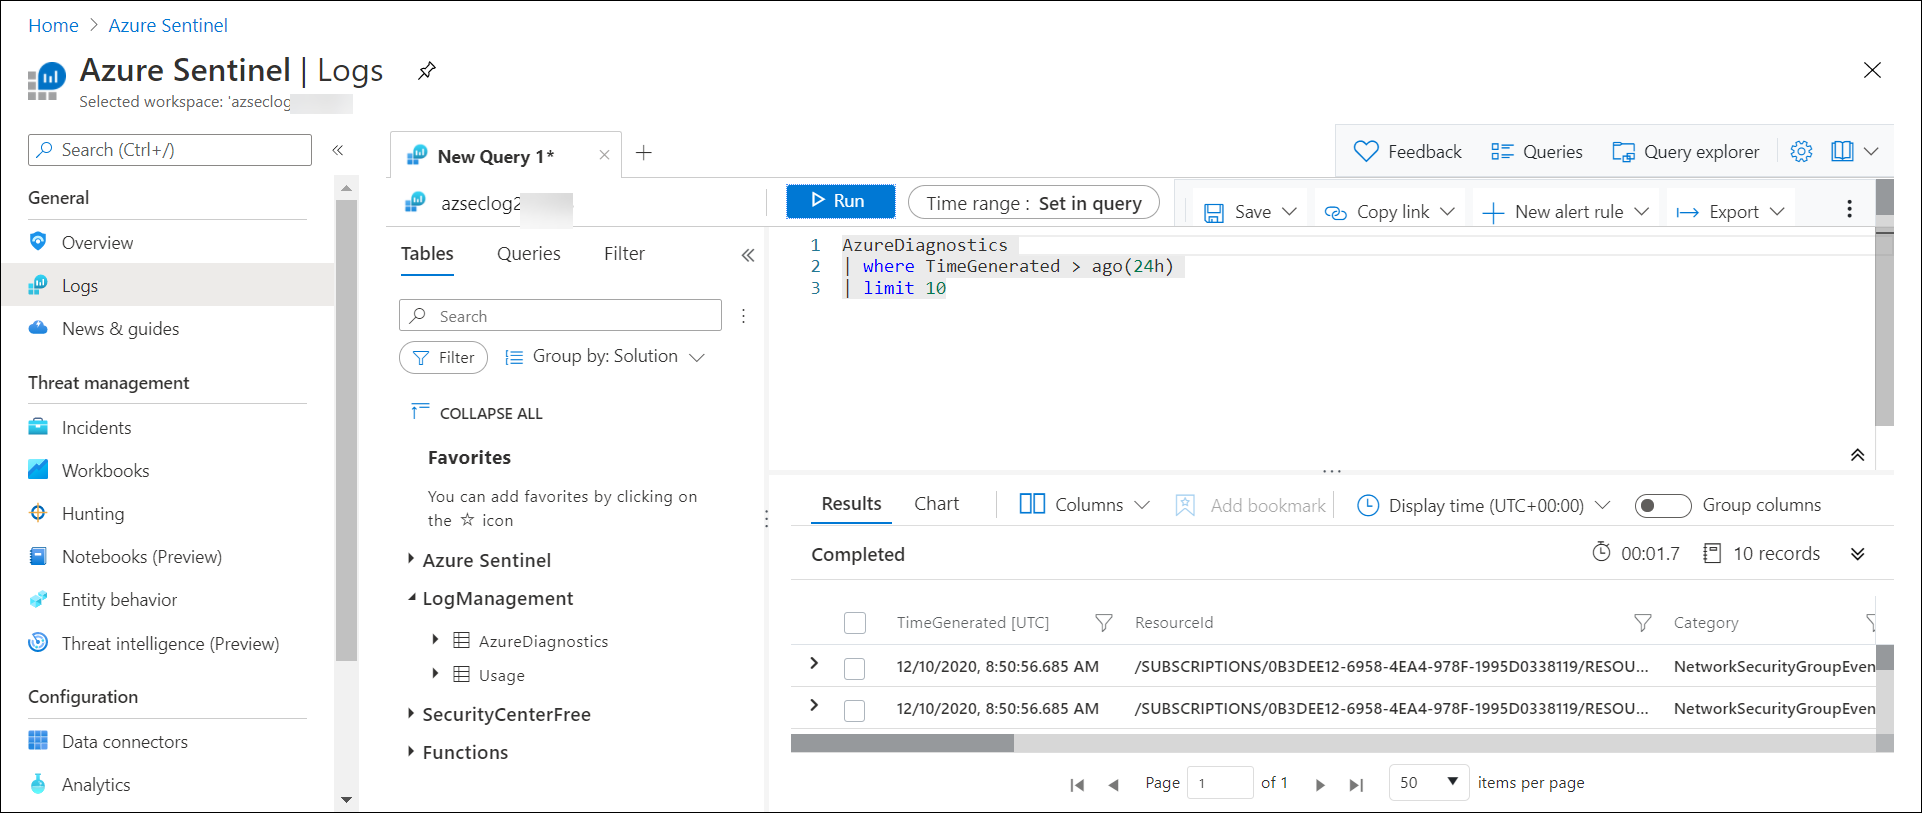 Home > Azure Sentinel
Azure Sentinel | Logs
Selected workspace: 'azseclog
Search (Ctrl+/)
«
General
Overview
Logs
News & guides
Threat management
Incidents
Workbooks
Hunting
Notebooks (Preview)
Entity behavior
Threat intelligence (Preview)
Configuration
Data connectors
Analytics
New Query 1*
Feedback
Queries
Query explorer
azseclog2
Run
Time range : Set in query
Save
Copy link
New alert rule
Export
Tables
Queries
Filter
«
Search
Filter
Group by: Solution
COLLAPSE ALL
Favorites
You can add favorites by clicking on
the ☆ icon
Azure Sentinel
LogManagement
AzureDiagnostics
Usage
SecurityCenterFree
Functions
1 AzureDiagnostics
2 | where TimeGenerated > ago(24h)
3 | limit 10
Results
Chart
Columns
Add bookmark
Display time (UTC+00:00)
Group columns
Completed
00:01.7
10 records
TimeGenerated [UTC] ResourceId Category
12/10/2020, 8:50:56.685 AM /SUBSCRIPTIONS/0B3DEE12-6958-4EA4-978F-1995D0338119/RESOU... NetworkSecurityGroupEven
12/10/2020, 8:50:56.685 AM /SUBSCRIPTIONS/0B3DEE12-6958-4EA4-978F-1995D0338119/RESOU... NetworkSecurityGroupEven
Page 1 of 1 50 items per page